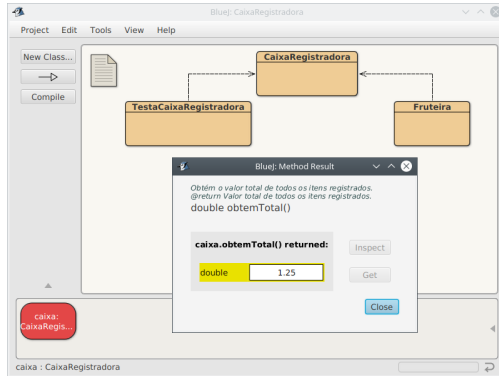 BlueJ: CaixaRegistradora
Project Edit Tools View Help
New Class...
Compile
CaixaRegistradora
TestaCaixaRegistradora
Fruteira
BlueJ: Method Result
Obtém o valor total de todos os itens registrados.
@return Valor total de todos os itens registrados.
double obtemTotal()
caixa.obtemTotal() returned:
double 1.25
Inspect
Get
Close
caixa:
CaixaRegis...
caixa : CaixaRegistradora